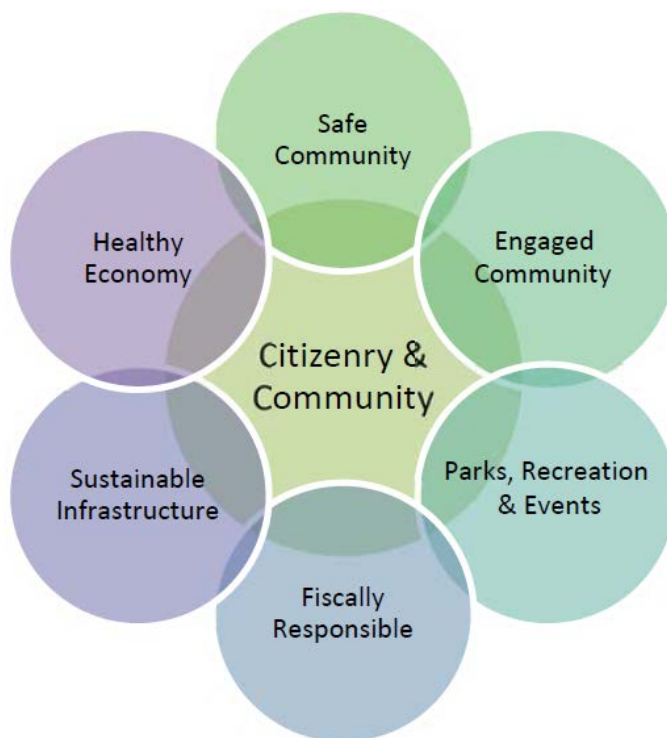 Safe
Community
Healthy
Economy
Engaged
Community
Citizenry &
Community
Sustainable
Infrastructure
Parks, Recreation
& Events
Fiscally
Responsible